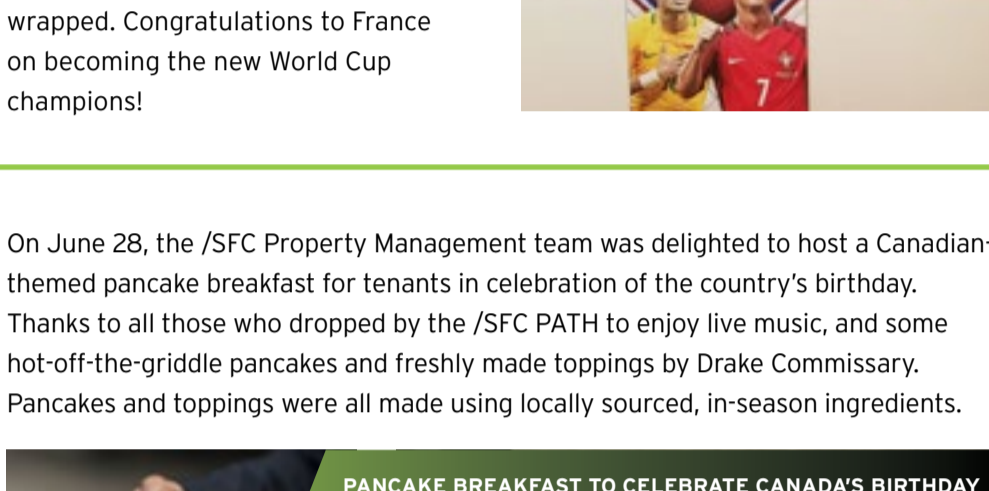 wrapped. Congratulations to France
on becoming the new World Cup
champions!
7
On June 28, the /SFC Property Management team was delighted to host a Canadian-
themed pancake breakfast for tenants in celebration of the country's birthday.
Thanks to all those who dropped by the /SFC PATH to enjoy live music, and some
hot-off-the-griddle pancakes and freshly made toppings by Drake Commissary.
Pancakes and toppings were all made using locally sourced, in-season ingredients.
PANCAKE BREAKFAST TO CELEBRATE CANADA'S BIRTHDAY